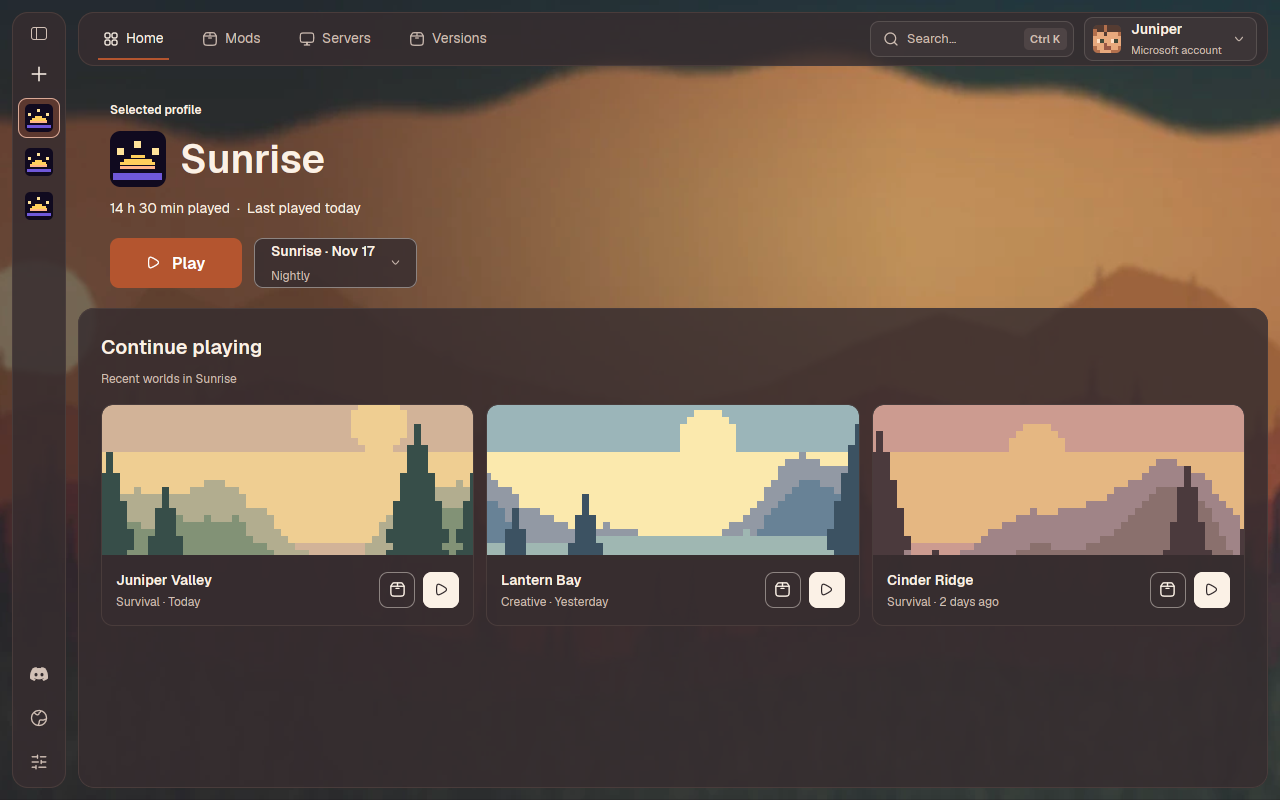 Home
Mods
Servers
Versions
Search...
Ctrl K
Juniper
Microsoft account
Selected profile
Sunrise
14 h 30 min played · Last played today
Play
Sunrise · Nov 17
Nightly
Continue playing
Recent worlds in Sunrise
Juniper Valley
Survival · Today
Lantern Bay
Creative · Yesterday
Cinder Ridge
Survival · 2 days ago